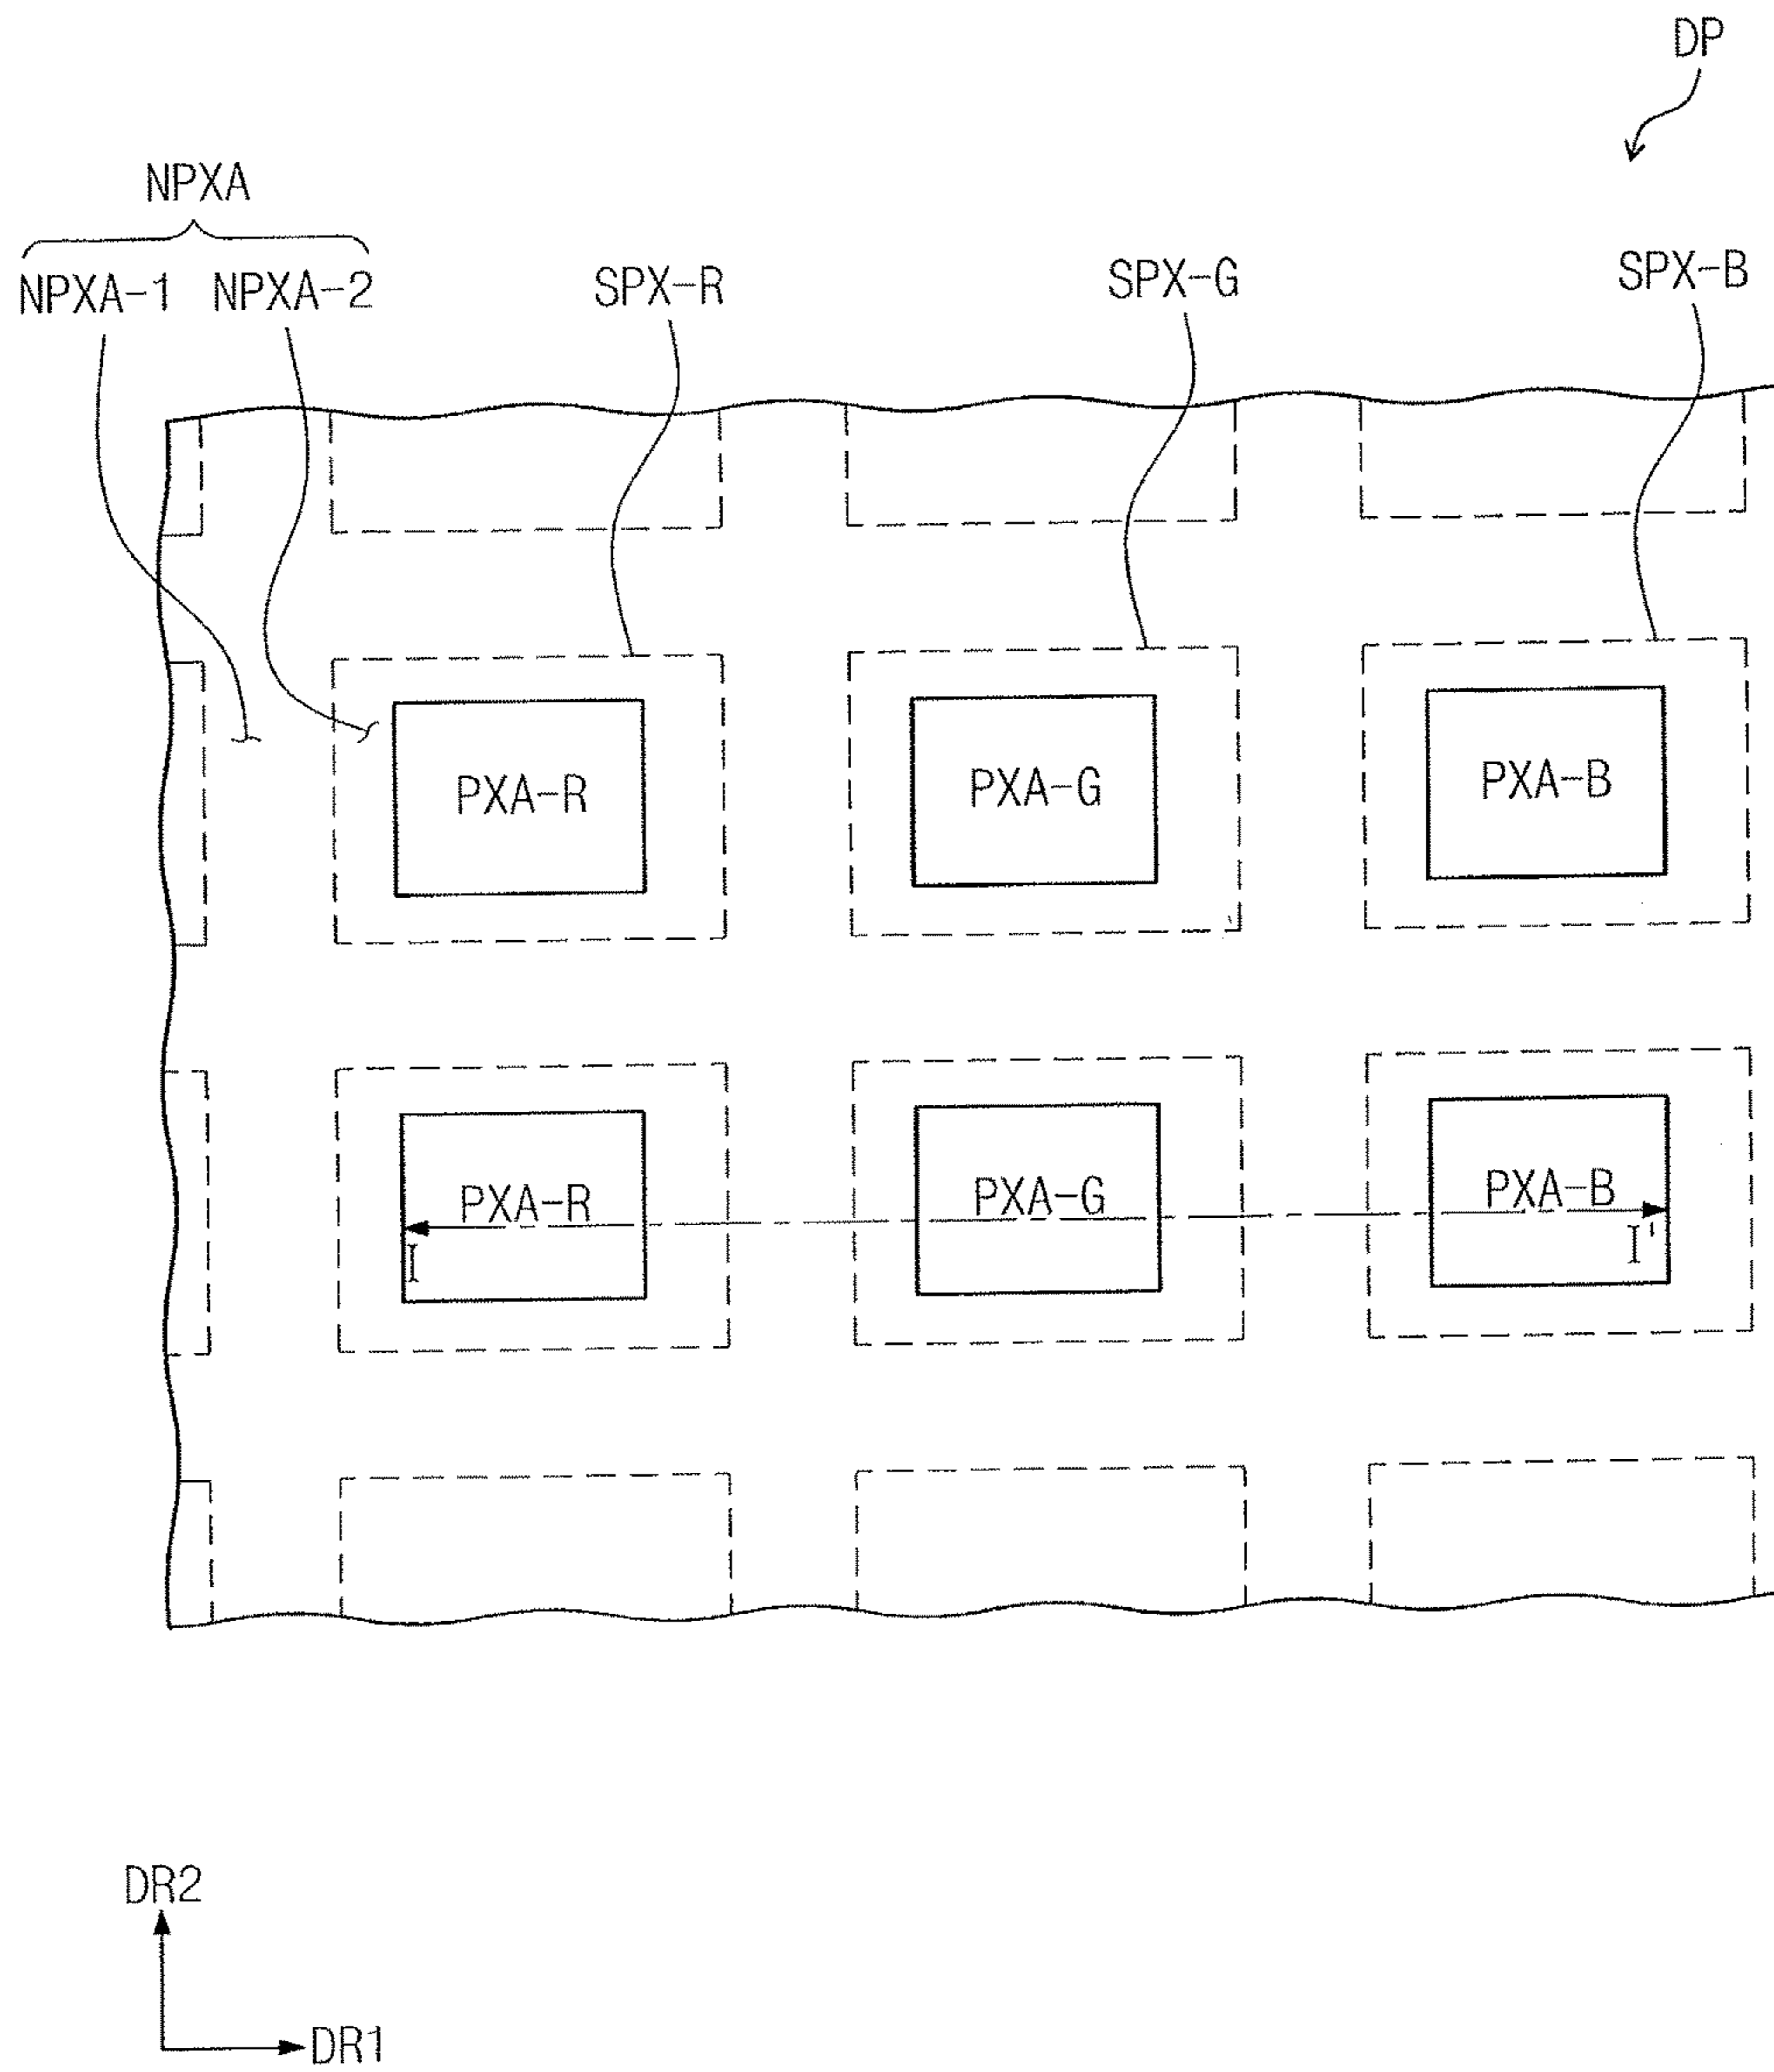 DP
NPXA
NPXA-1 NPXA-2 SPX-R SPX-G SPX-B
PXA-R PXA-G PXA-B
PXA-R PXA-G PXA-B
I I'
DR2
DR1